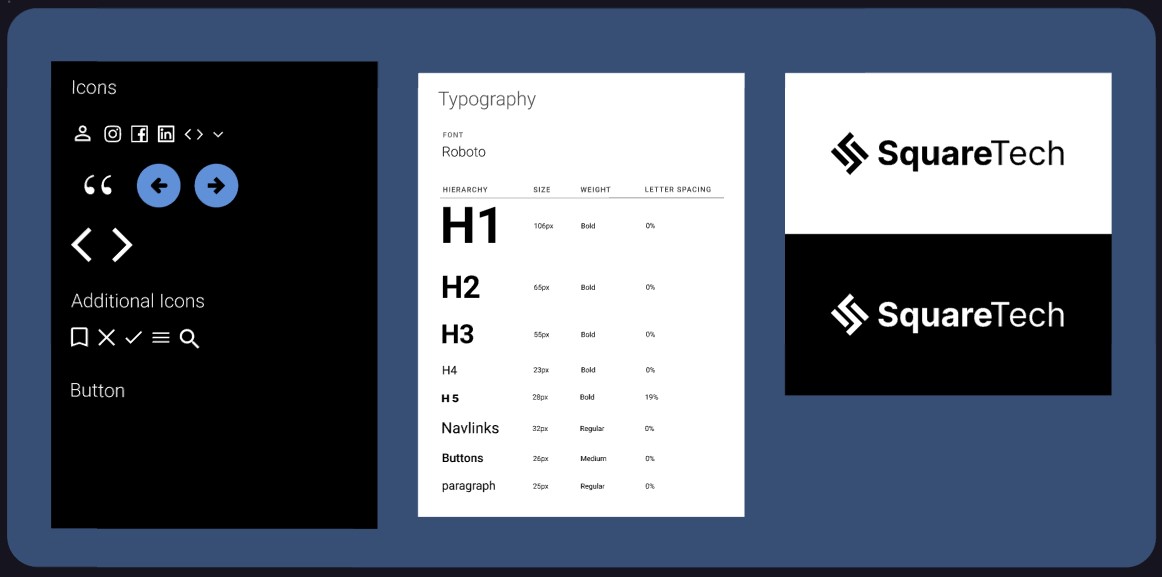 Icons
Additional Icons
Button
Typography
FONT
Roboto
HIERARCHY SIZE WEIGHT LETTER SPACING
H1 106px Bold 0%
H2 65px Bold 0%
H3 55px Bold 0%
H4 23px Bold 0%
H 5 28px Bold 19%
Navlinks 32px Regular 0%
Buttons 26px Medium 0%
paragraph 25px Regular 0%
SquareTech
SquareTech